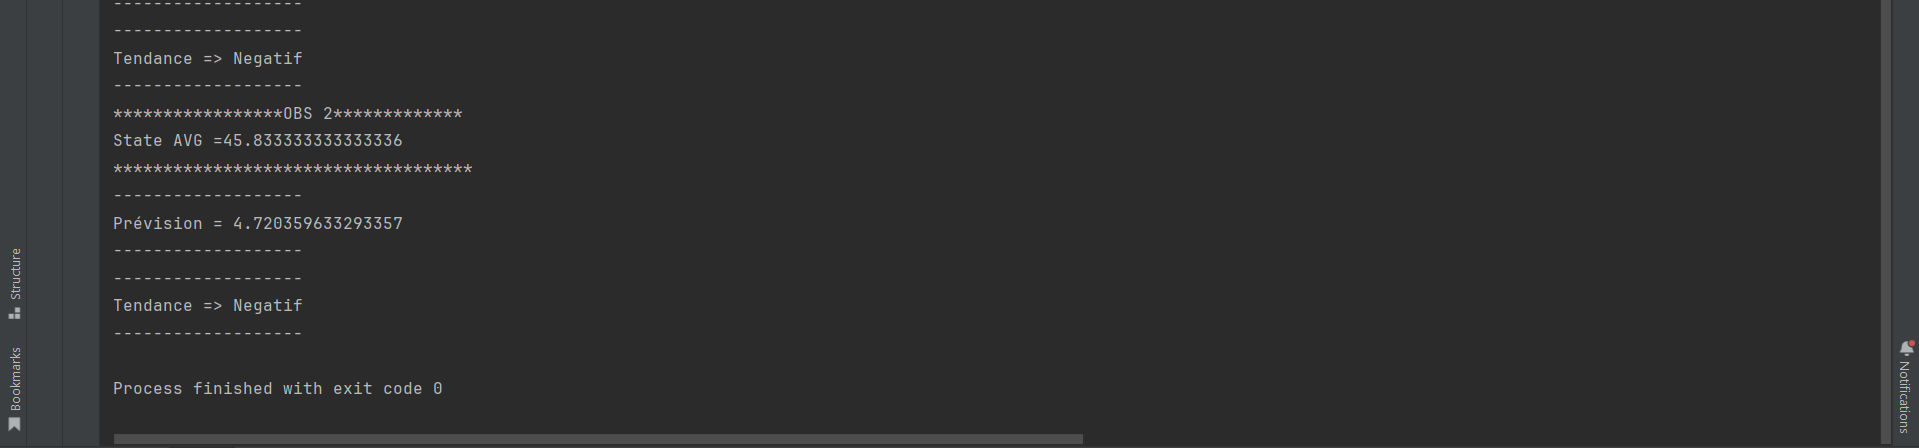 -------------------
-------------------
Tendance => Negatif
-------------------
*****************OBS 2*************
State AVG =45.833333333333336
************************************
-------------------
Prévision = 4.720359633293357
-------------------
-------------------
Tendance => Negatif
-------------------
Process finished with exit code 0
Structure
Bookmarks
Notifications